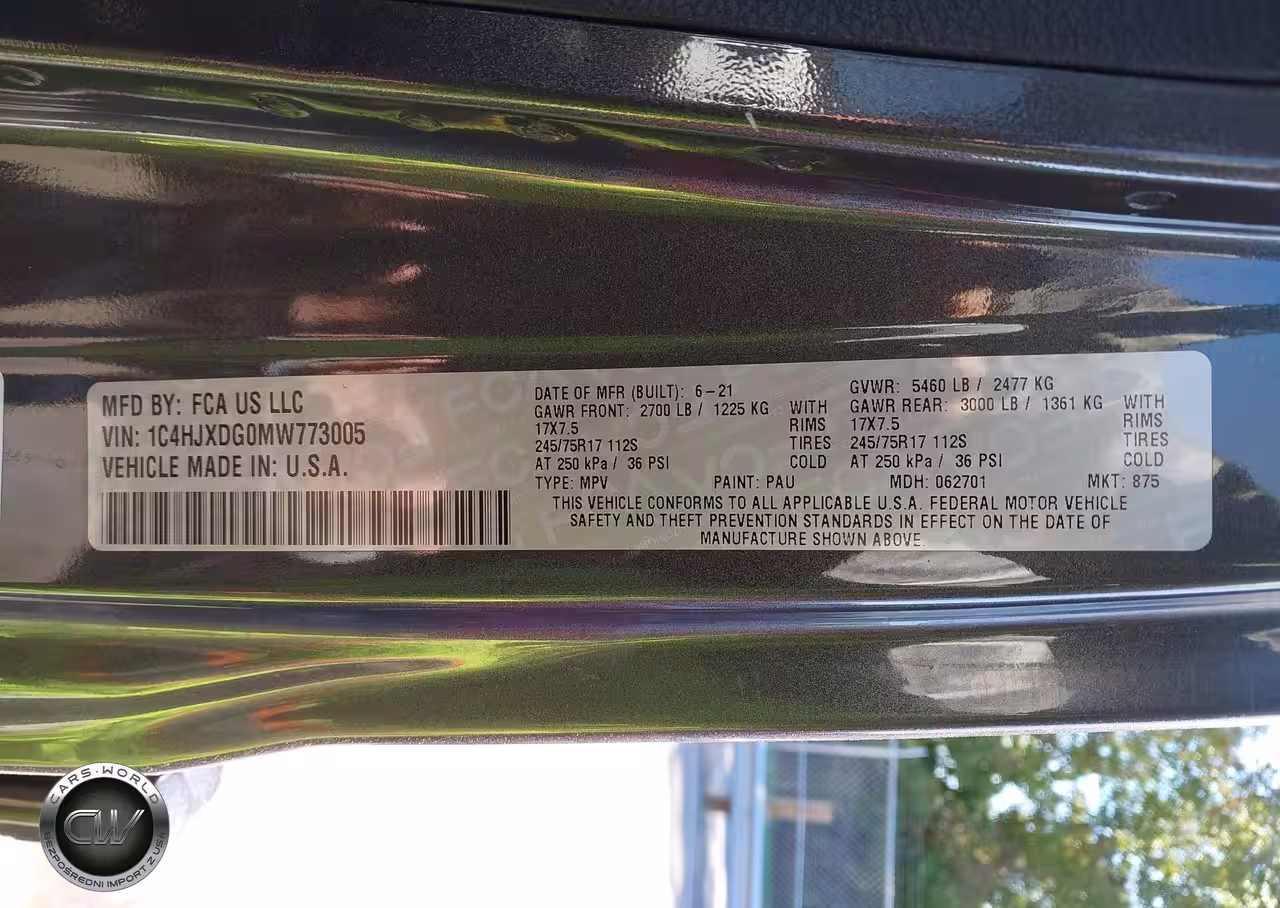 MFD BY: FCA US LLC
VIN: 1C4HJXDG0MW773005
VEHICLE MADE IN: U.S.A.
DATE OF MFR (BUILT): 6-21 GVWR: 5460 LB / 2477 KG
GAWR FRONT: 2700 LB / 1225 KG WITH GAWR REAR: 3000 LB / 1361 KG WITH
17X7.5 RIMS 17X7.5 RIMS
245/75R17 112S TIRES 245/75R17 112S TIRES
AT 250 kPa / 36 PSI COLD AT 250 kPa / 36 PSI COLD
TYPE: MPV PAINT: PAU MDH: 062701 MKT: 875
THIS VEHICLE CONFORMS TO ALL APPLICABLE U.S.A. FEDERAL MOTOR VEHICLE
SAFETY AND THEFT PREVENTION STANDARDS IN EFFECT ON THE DATE OF
MANUFACTURE SHOWN ABOVE.
CARS·WORLD
CW
BEZPOŚREDNI IMPORT Z USA